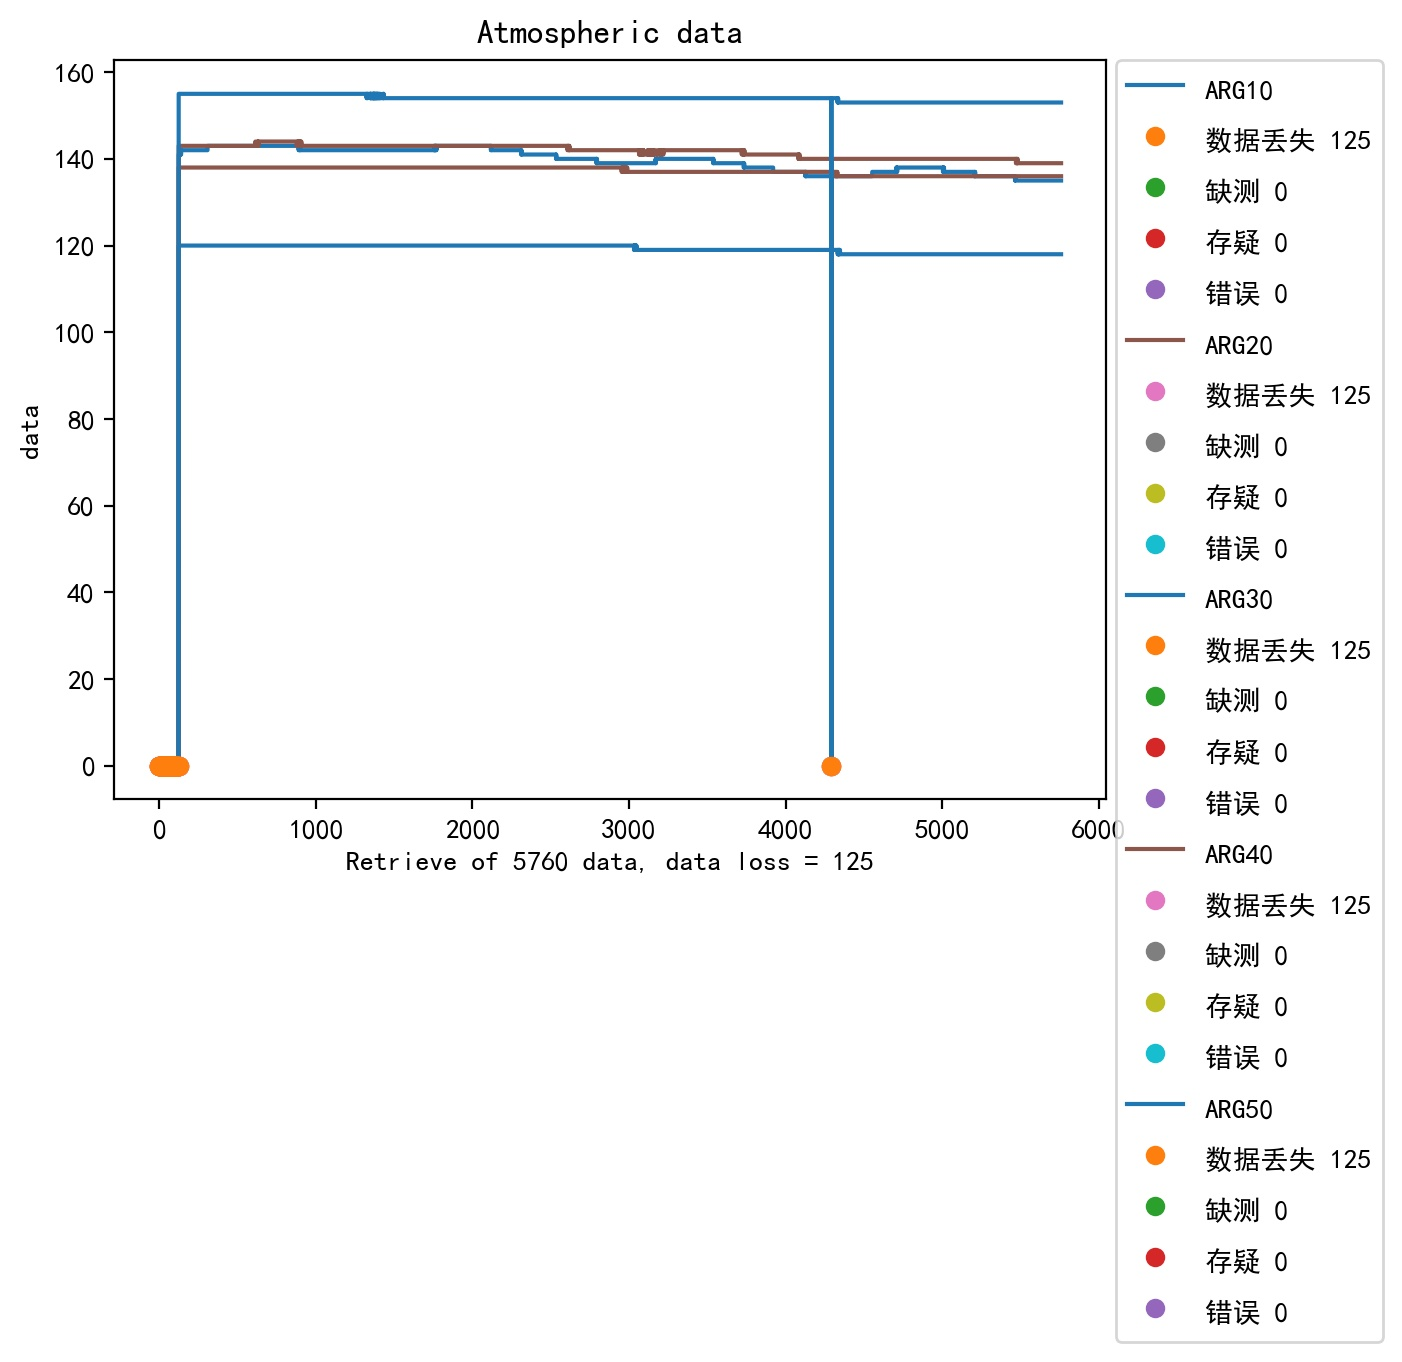 Atmospheric data
160
140
120
100
80
60
40
20
0
data
0 1000 2000 3000 4000 5000 6000
Retrieve of 5760 data, data loss = 125
ARG10
数据丢失 125
缺测 0
存疑 0
错误 0
ARG20
数据丢失 125
缺测 0
存疑 0
错误 0
ARG30
数据丢失 125
缺测 0
存疑 0
错误 0
ARG40
数据丢失 125
缺测 0
存疑 0
错误 0
ARG50
数据丢失 125
缺测 0
存疑 0
错误 0